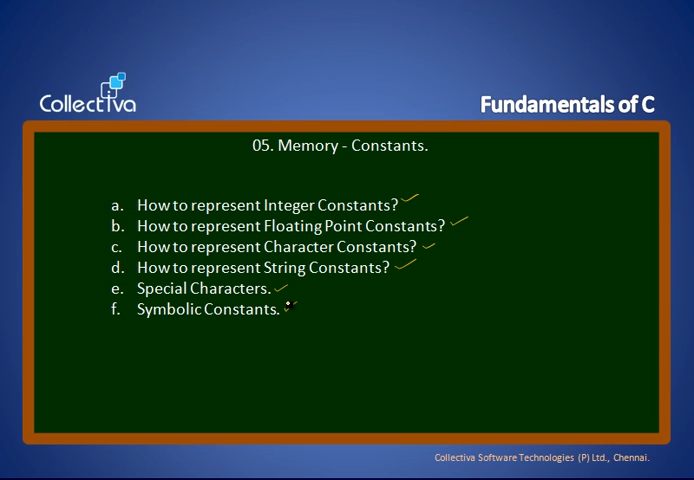 Collectiva
Fundamentals of C
05. Memory - Constants.
a. How to represent Integer Constants?
b. How to represent Floating Point Constants?
c. How to represent Character Constants?
d. How to represent String Constants?
e. Special Characters.
f. Symbolic Constants.
Collectiva Software Technologies (P) Ltd., Chennai.